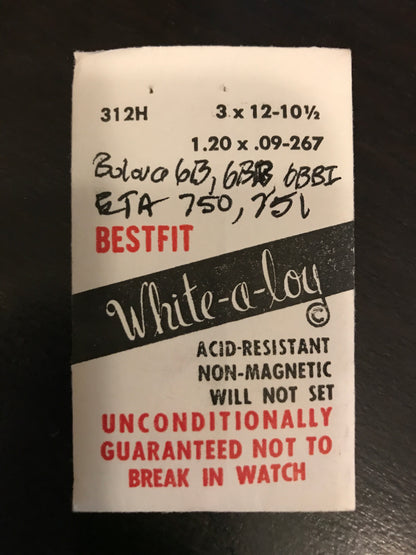 312H 3 x 12-10½
1.20 x .09-267
Bulova 6B, 6BB, 6BBI
ETA 750, 751
BESTFIT
White-a-loy ©
ACID-RESISTANT
NON-MAGNETIC
WILL NOT SET
UNCONDITIONALLY
GUARANTEED NOT TO
BREAK IN WATCH